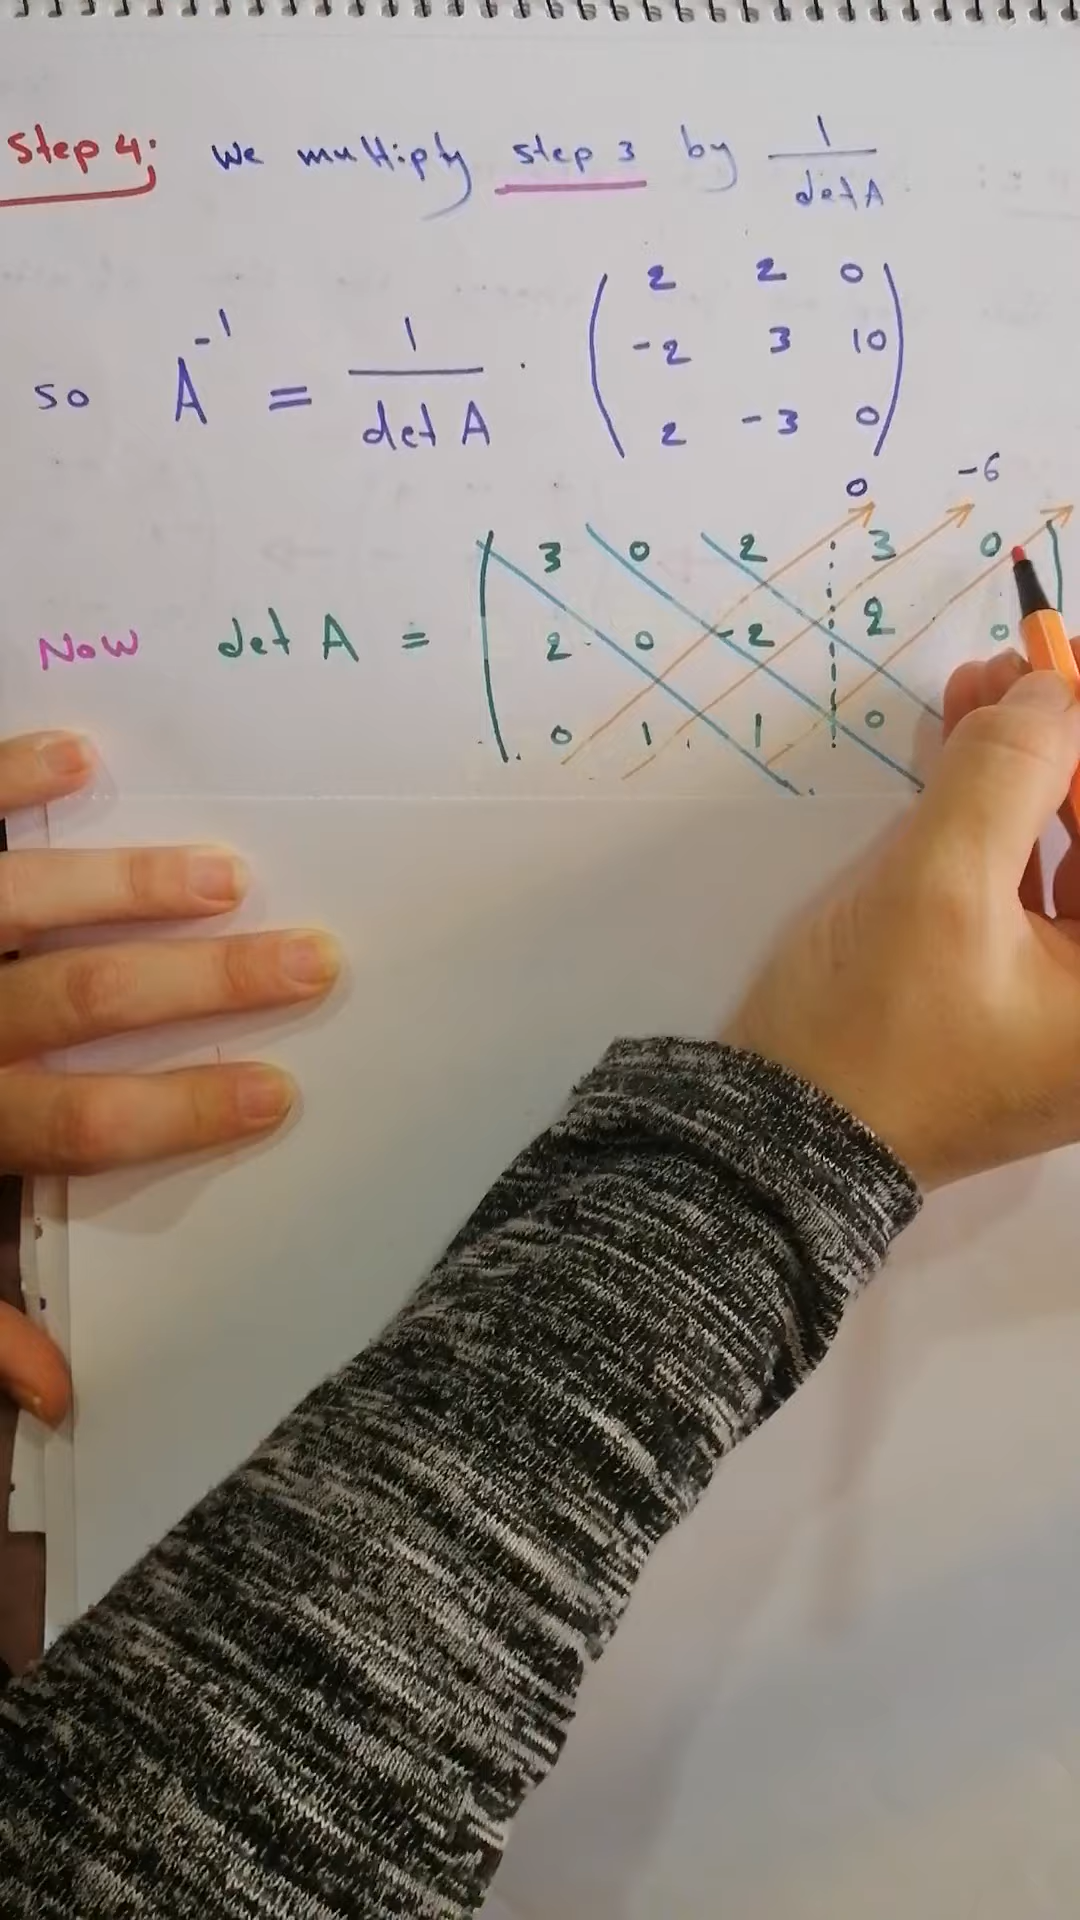 Step 4: We multiply step 3 by 1/det A
so A⁻¹ = 1/det A · ( 2 2 0
-2 3 10
2 -3 0 )
0 -6
3 0 2 ⋮ 3 0
Now det A = 2 0 -2 ⋮ 2 0
0 1 1 ⋮ 0